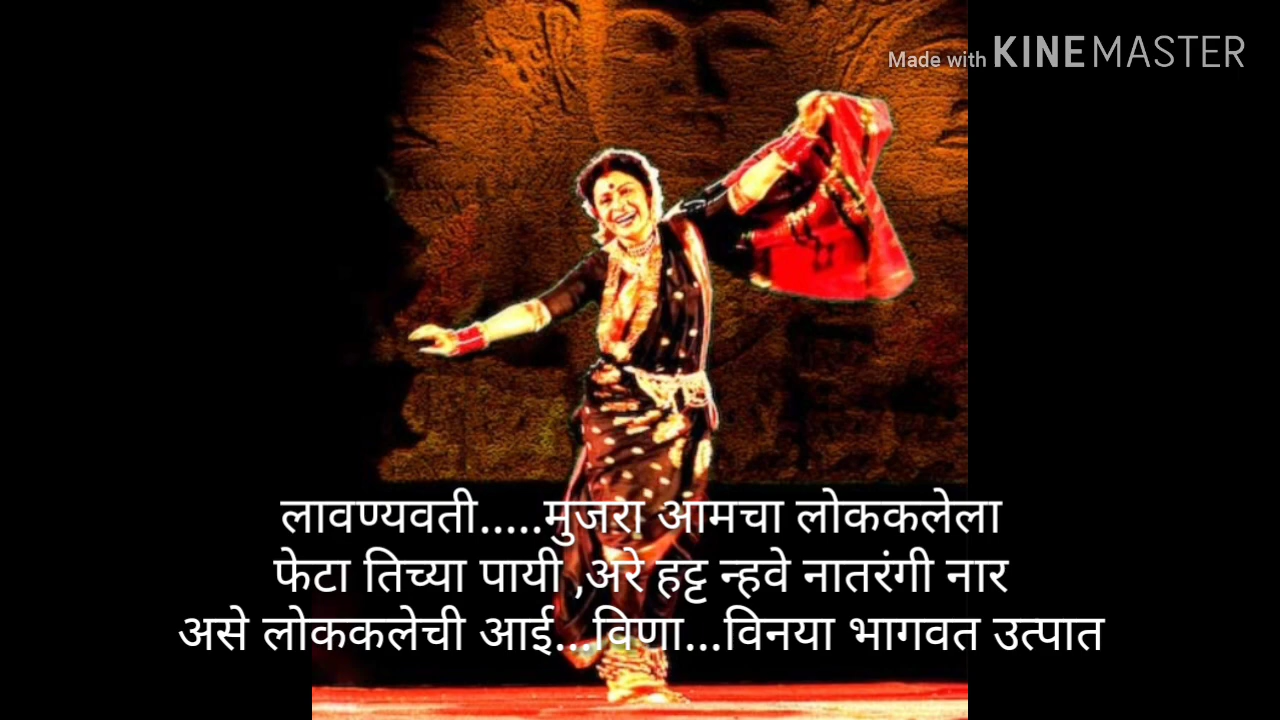 Made with KINEMASTER
लावण्यवती.....मुजरा आमचा लोककलेला
फेटा तिच्या पायी ,अरे हट्ट न्हवे नातरंगी नार
असे लोककलेची आई...विणा...विनया भागवत उत्पात